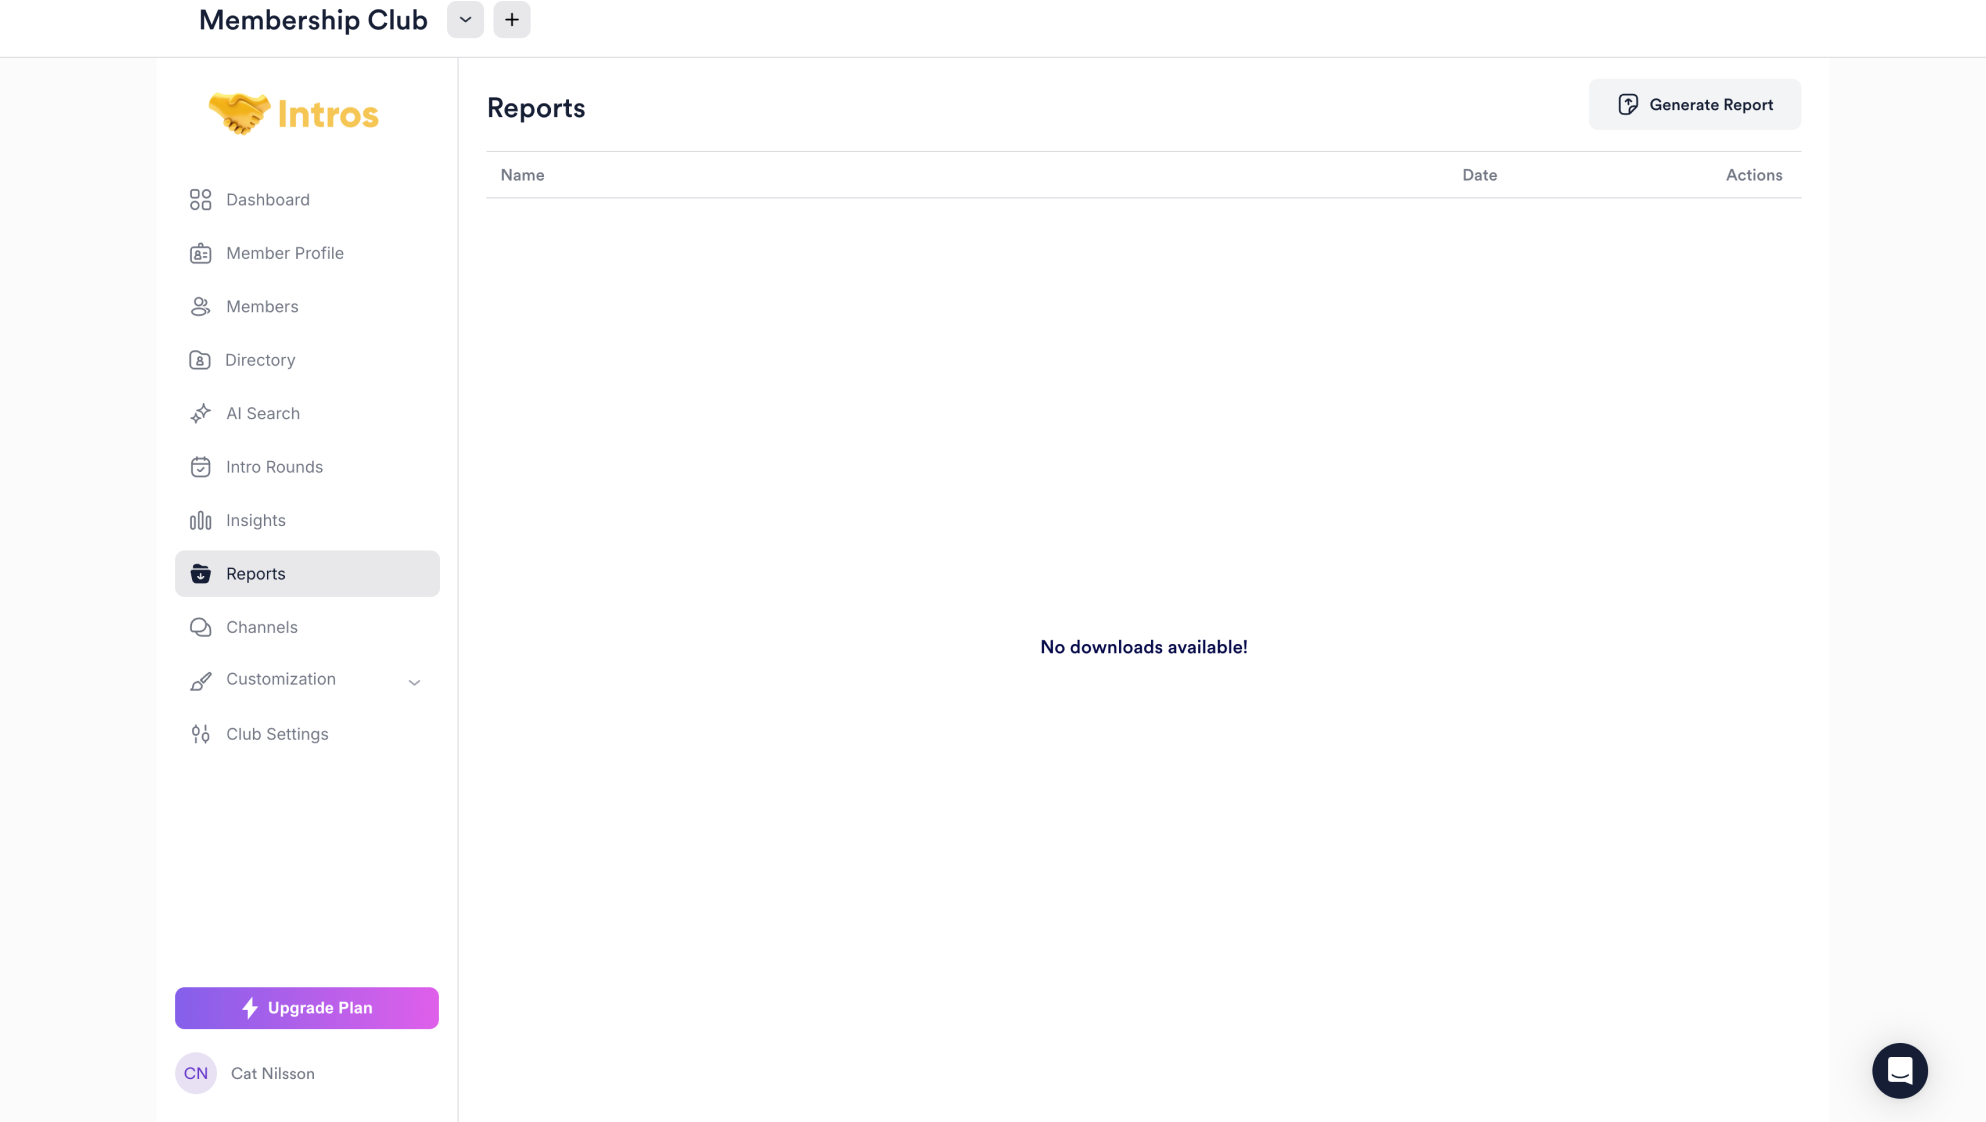 Membership Club
Intros
Dashboard
Member Profile
Members
Directory
AI Search
Intro Rounds
Insights
Reports
Channels
Customization
Club Settings
Upgrade Plan
CN
Cat Nilsson
Reports
Generate Report
Name
Date
Actions
No downloads available!